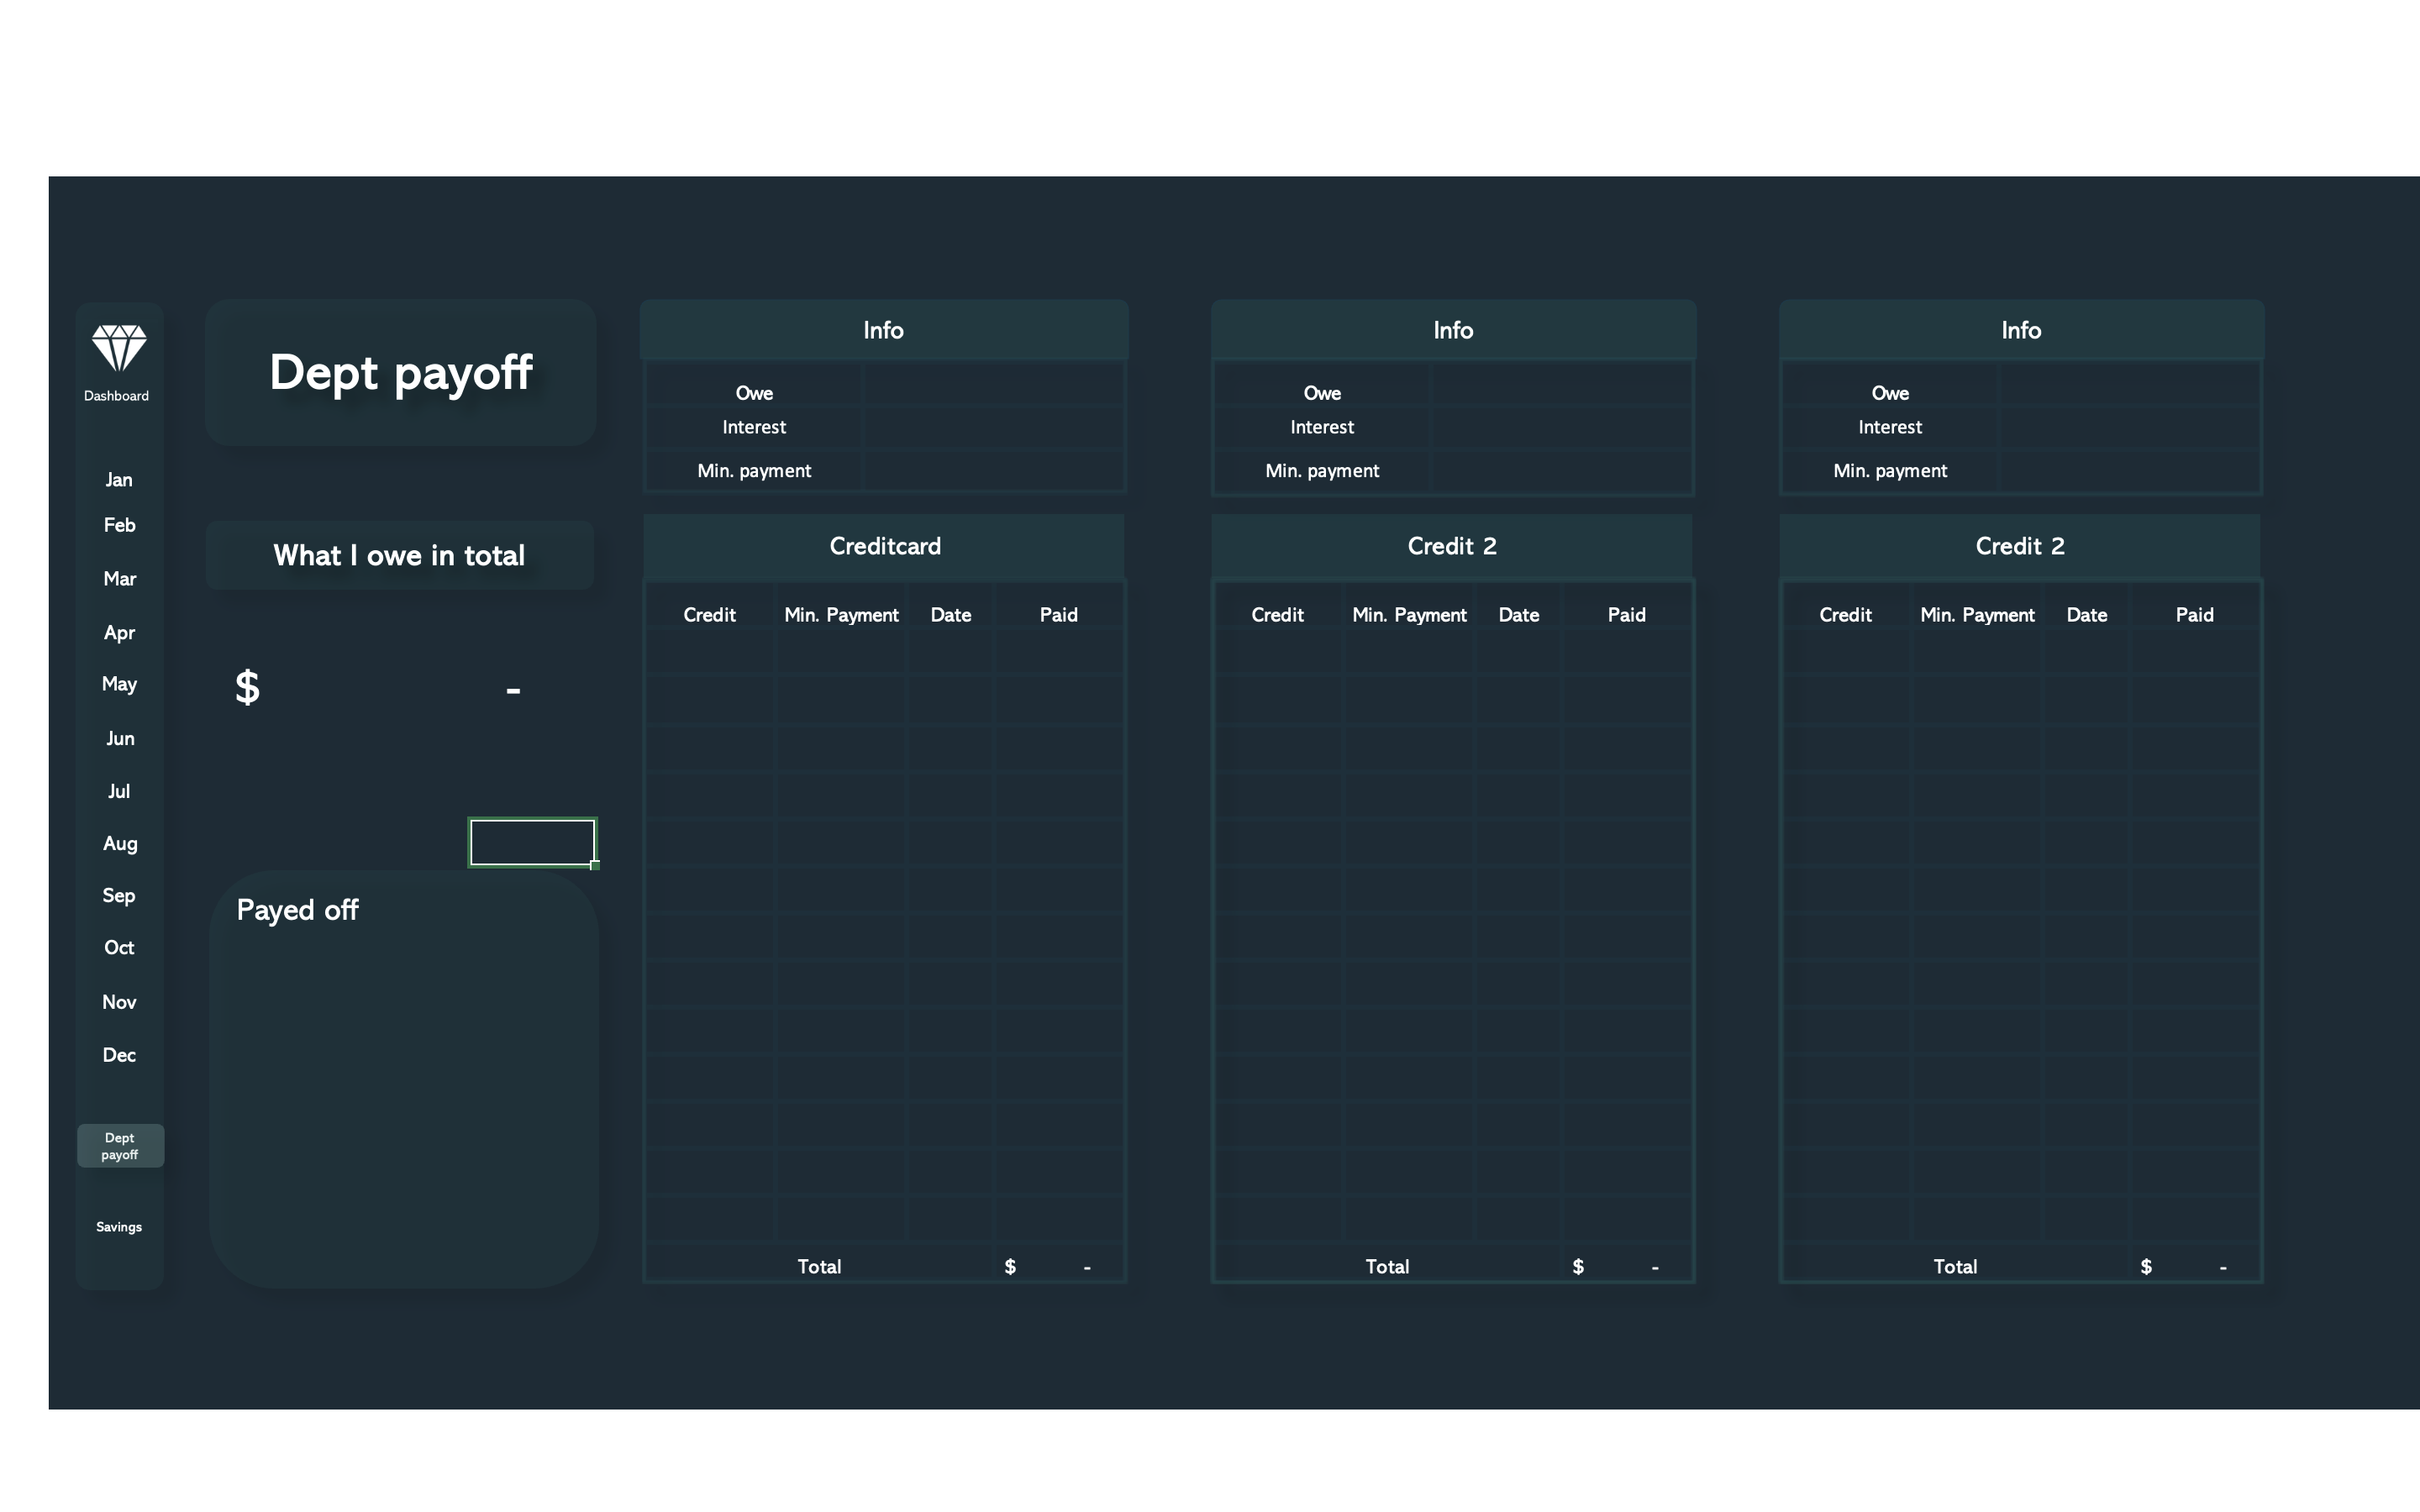 Dashboard
Jan
Feb
Mar
Apr
May
Jun
Jul
Aug
Sep
Oct
Nov
Dec
Dept
payoff
Savings
Dept payoff
What I owe in total
$ -
Payed off
Info
Owe
Interest
Min. payment
Creditcard
Credit Min. Payment Date Paid
Total $ -
Info
Owe
Interest
Min. payment
Credit 2
Credit Min. Payment Date Paid
Total $ -
Info
Owe
Interest
Min. payment
Credit 2
Credit Min. Payment Date Paid
Total $ -